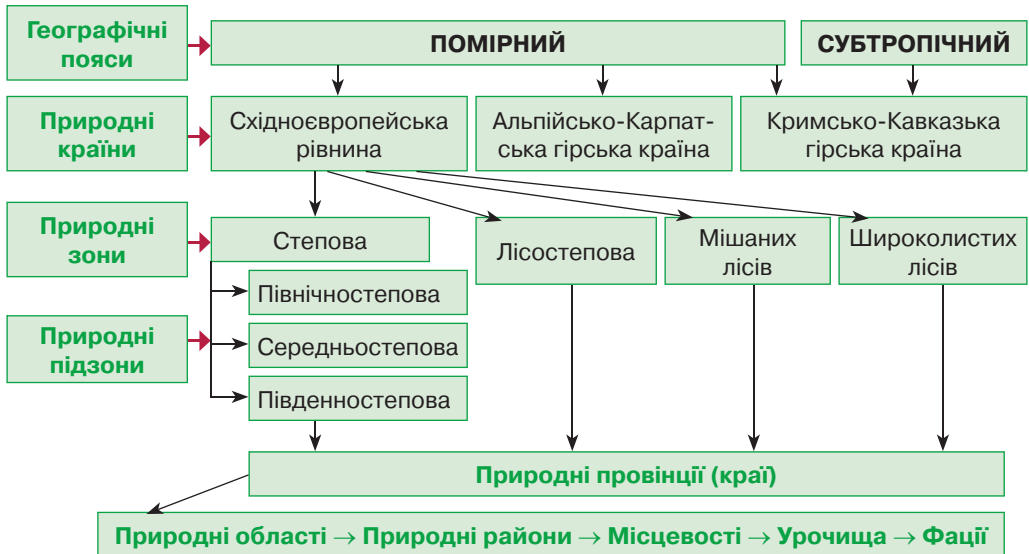 Географічні
пояси
ПОМІРНИЙ
СУБТРОПІЧНИЙ
Природні
країни
Східноєвропейська
рівнина
Альпійсько-Карпат-
ська гірська країна
Кримсько-Кавказька
гірська країна
Природні
зони
Степова
Лісостепова
Мішаних
лісів
Широколистих
лісів
Природні
підзони
Північностепова
Середньостепова
Південностепова
Природні провінції (краї)
Природні області → Природні райони → Місцевості → Урочища → Фації